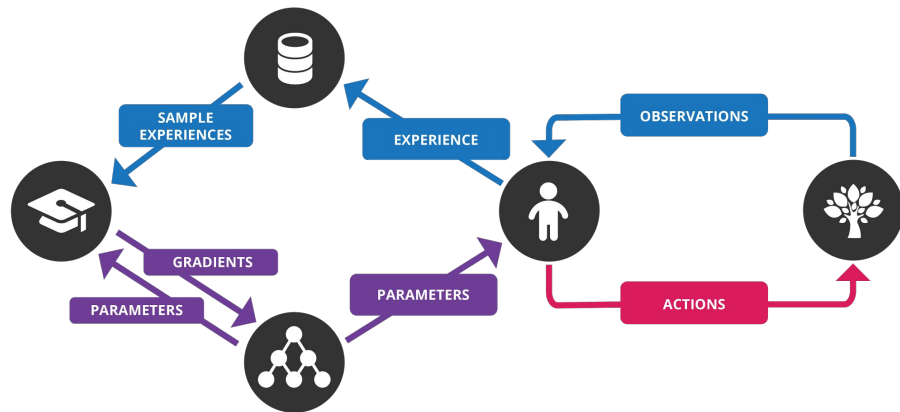 SAMPLE
EXPERIENCES
EXPERIENCE
OBSERVATIONS
GRADIENTS
PARAMETERS
PARAMETERS
ACTIONS